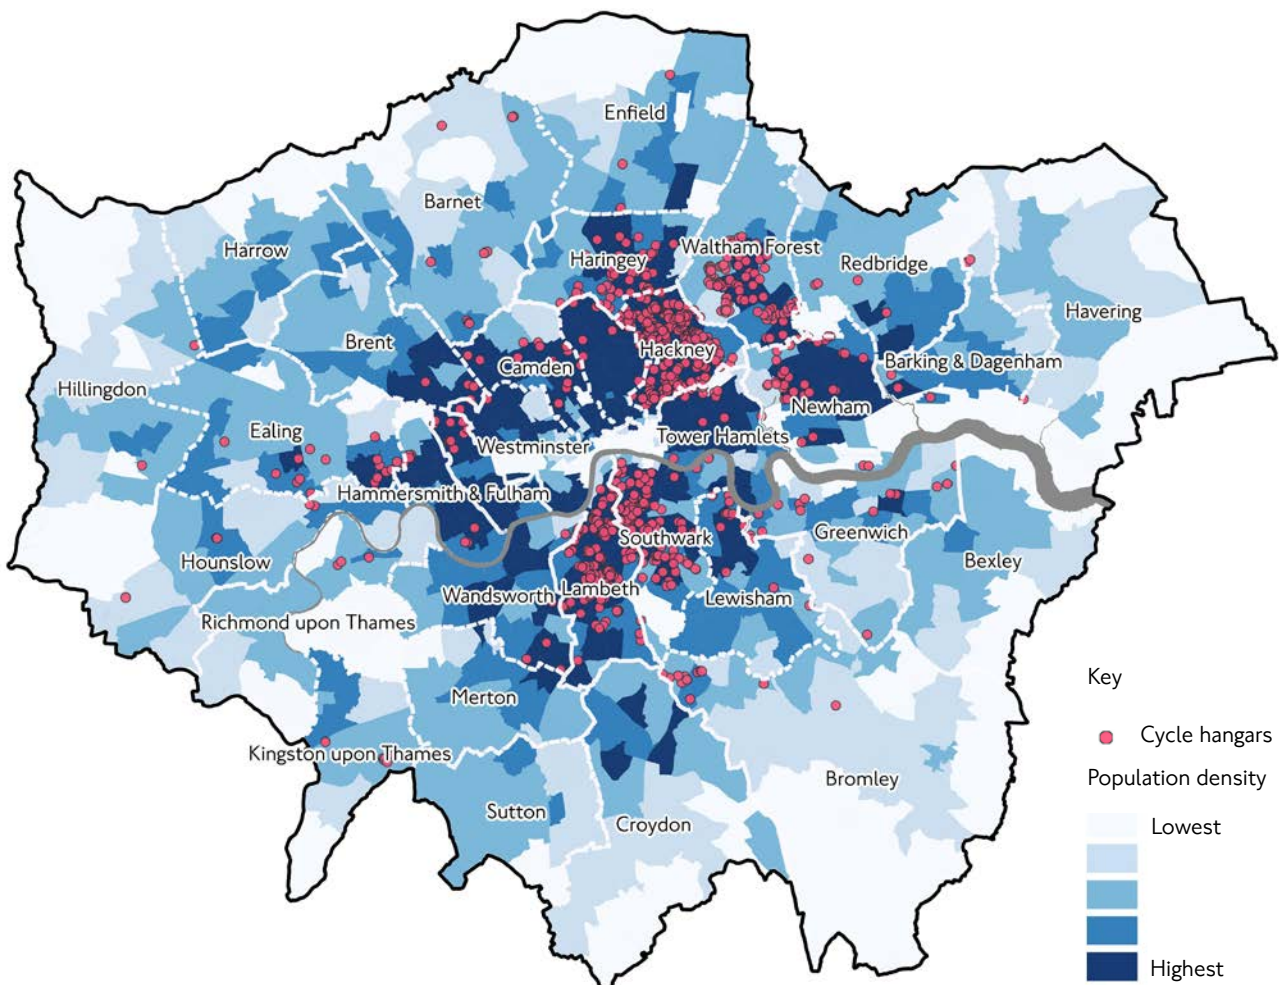 Enfield
Barnet
Harrow
Haringey
Waltham Forest
Redbridge
Havering
Brent
Camden
Hackney
Barking & Dagenham
Hillingdon
Newham
Ealing
Westminster
Tower Hamlets
Hammersmith & Fulham
Southwark
Greenwich
Hounslow
Bexley
Wandsworth
Lambeth
Lewisham
Richmond upon Thames
Merton
Kingston upon Thames
Bromley
Sutton
Croydon
Key
Cycle hangars
Population density
Lowest
Highest